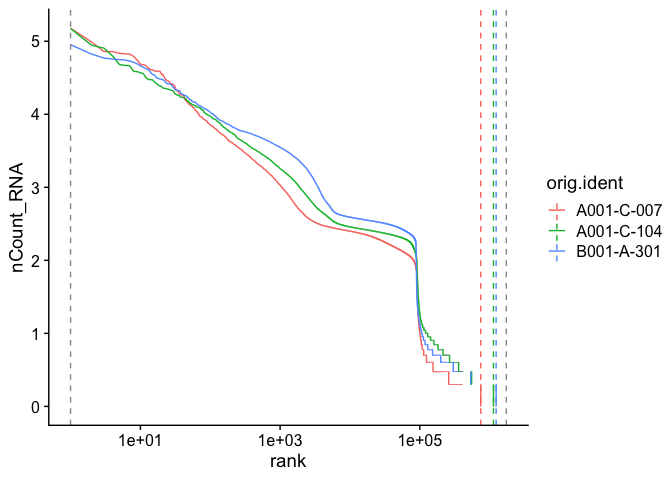 5
4
3
2
1
0
nCount_RNA
1e+01
1e+03
1e+05
rank
orig.ident
A001-C-007
A001-C-104
B001-A-301